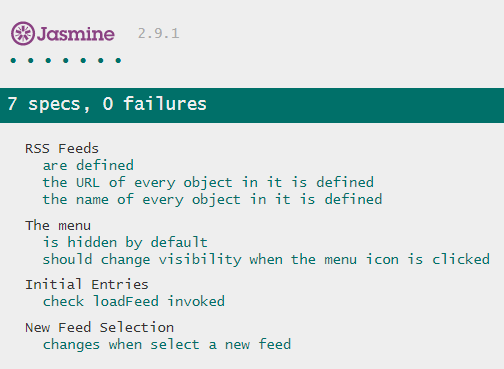 Jasmine 2.9.1
• • • • • • •
7 specs, 0 failures
RSS Feeds
are defined
the URL of every object in it is defined
the name of every object in it is defined
The menu
is hidden by default
should change visibility when the menu icon is clicked
Initial Entries
check loadFeed invoked
New Feed Selection
changes when select a new feed